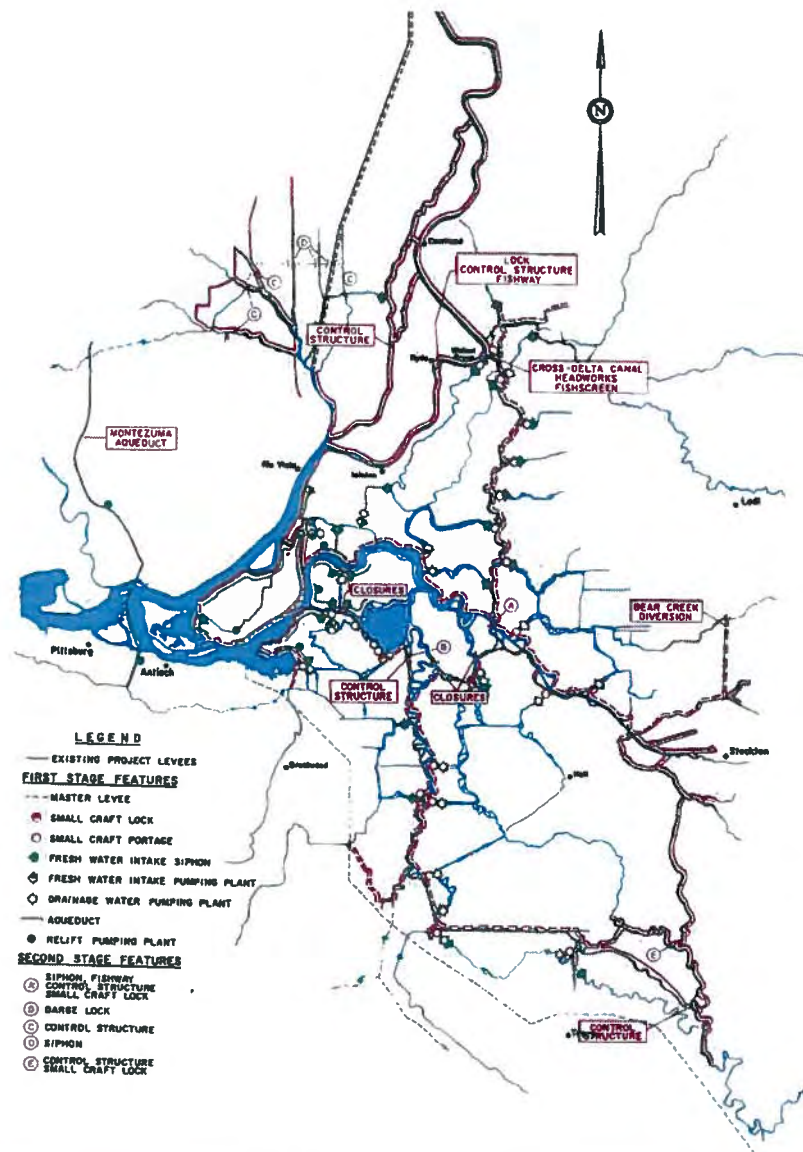 N
Courtland
LOCK
CONTROL STRUCTURE
FISHWAY
D
C
C
C
C
CONTROL
STRUCTURE
Ryde
Walnut
Grove
CROSS-DELTA CANAL
HEADWORKS
FISHSCREEN
MONTEZUMA
AQUEDUCT
Rio Vista
Isleton
Lodi
CLOSURES
A
BEAR CREEK
DIVERSION
Pittsburg
Antioch
B
CONTROL
STRUCTURE
CLOSURES
Stockton
Brentwood
Holt
LEGEND
EXISTING PROJECT LEVEES
FIRST STAGE FEATURES
MASTER LEVEE
SMALL CRAFT LOCK
SMALL CRAFT PORTAGE
FRESH WATER INTAKE SIPHON
FRESH WATER INTAKE PUMPING PLANT
DRAINAGE WATER PUMPING PLANT
AQUEDUCT
RELIFT PUMPING PLANT
SECOND STAGE FEATURES
A SIPHON, FISHWAY
CONTROL STRUCTURE
SMALL CRAFT LOCK
B BARGE LOCK
C CONTROL STRUCTURE
D SIPHON
E CONTROL STRUCTURE
SMALL CRAFT LOCK
E
CONTROL
STRUCTURE